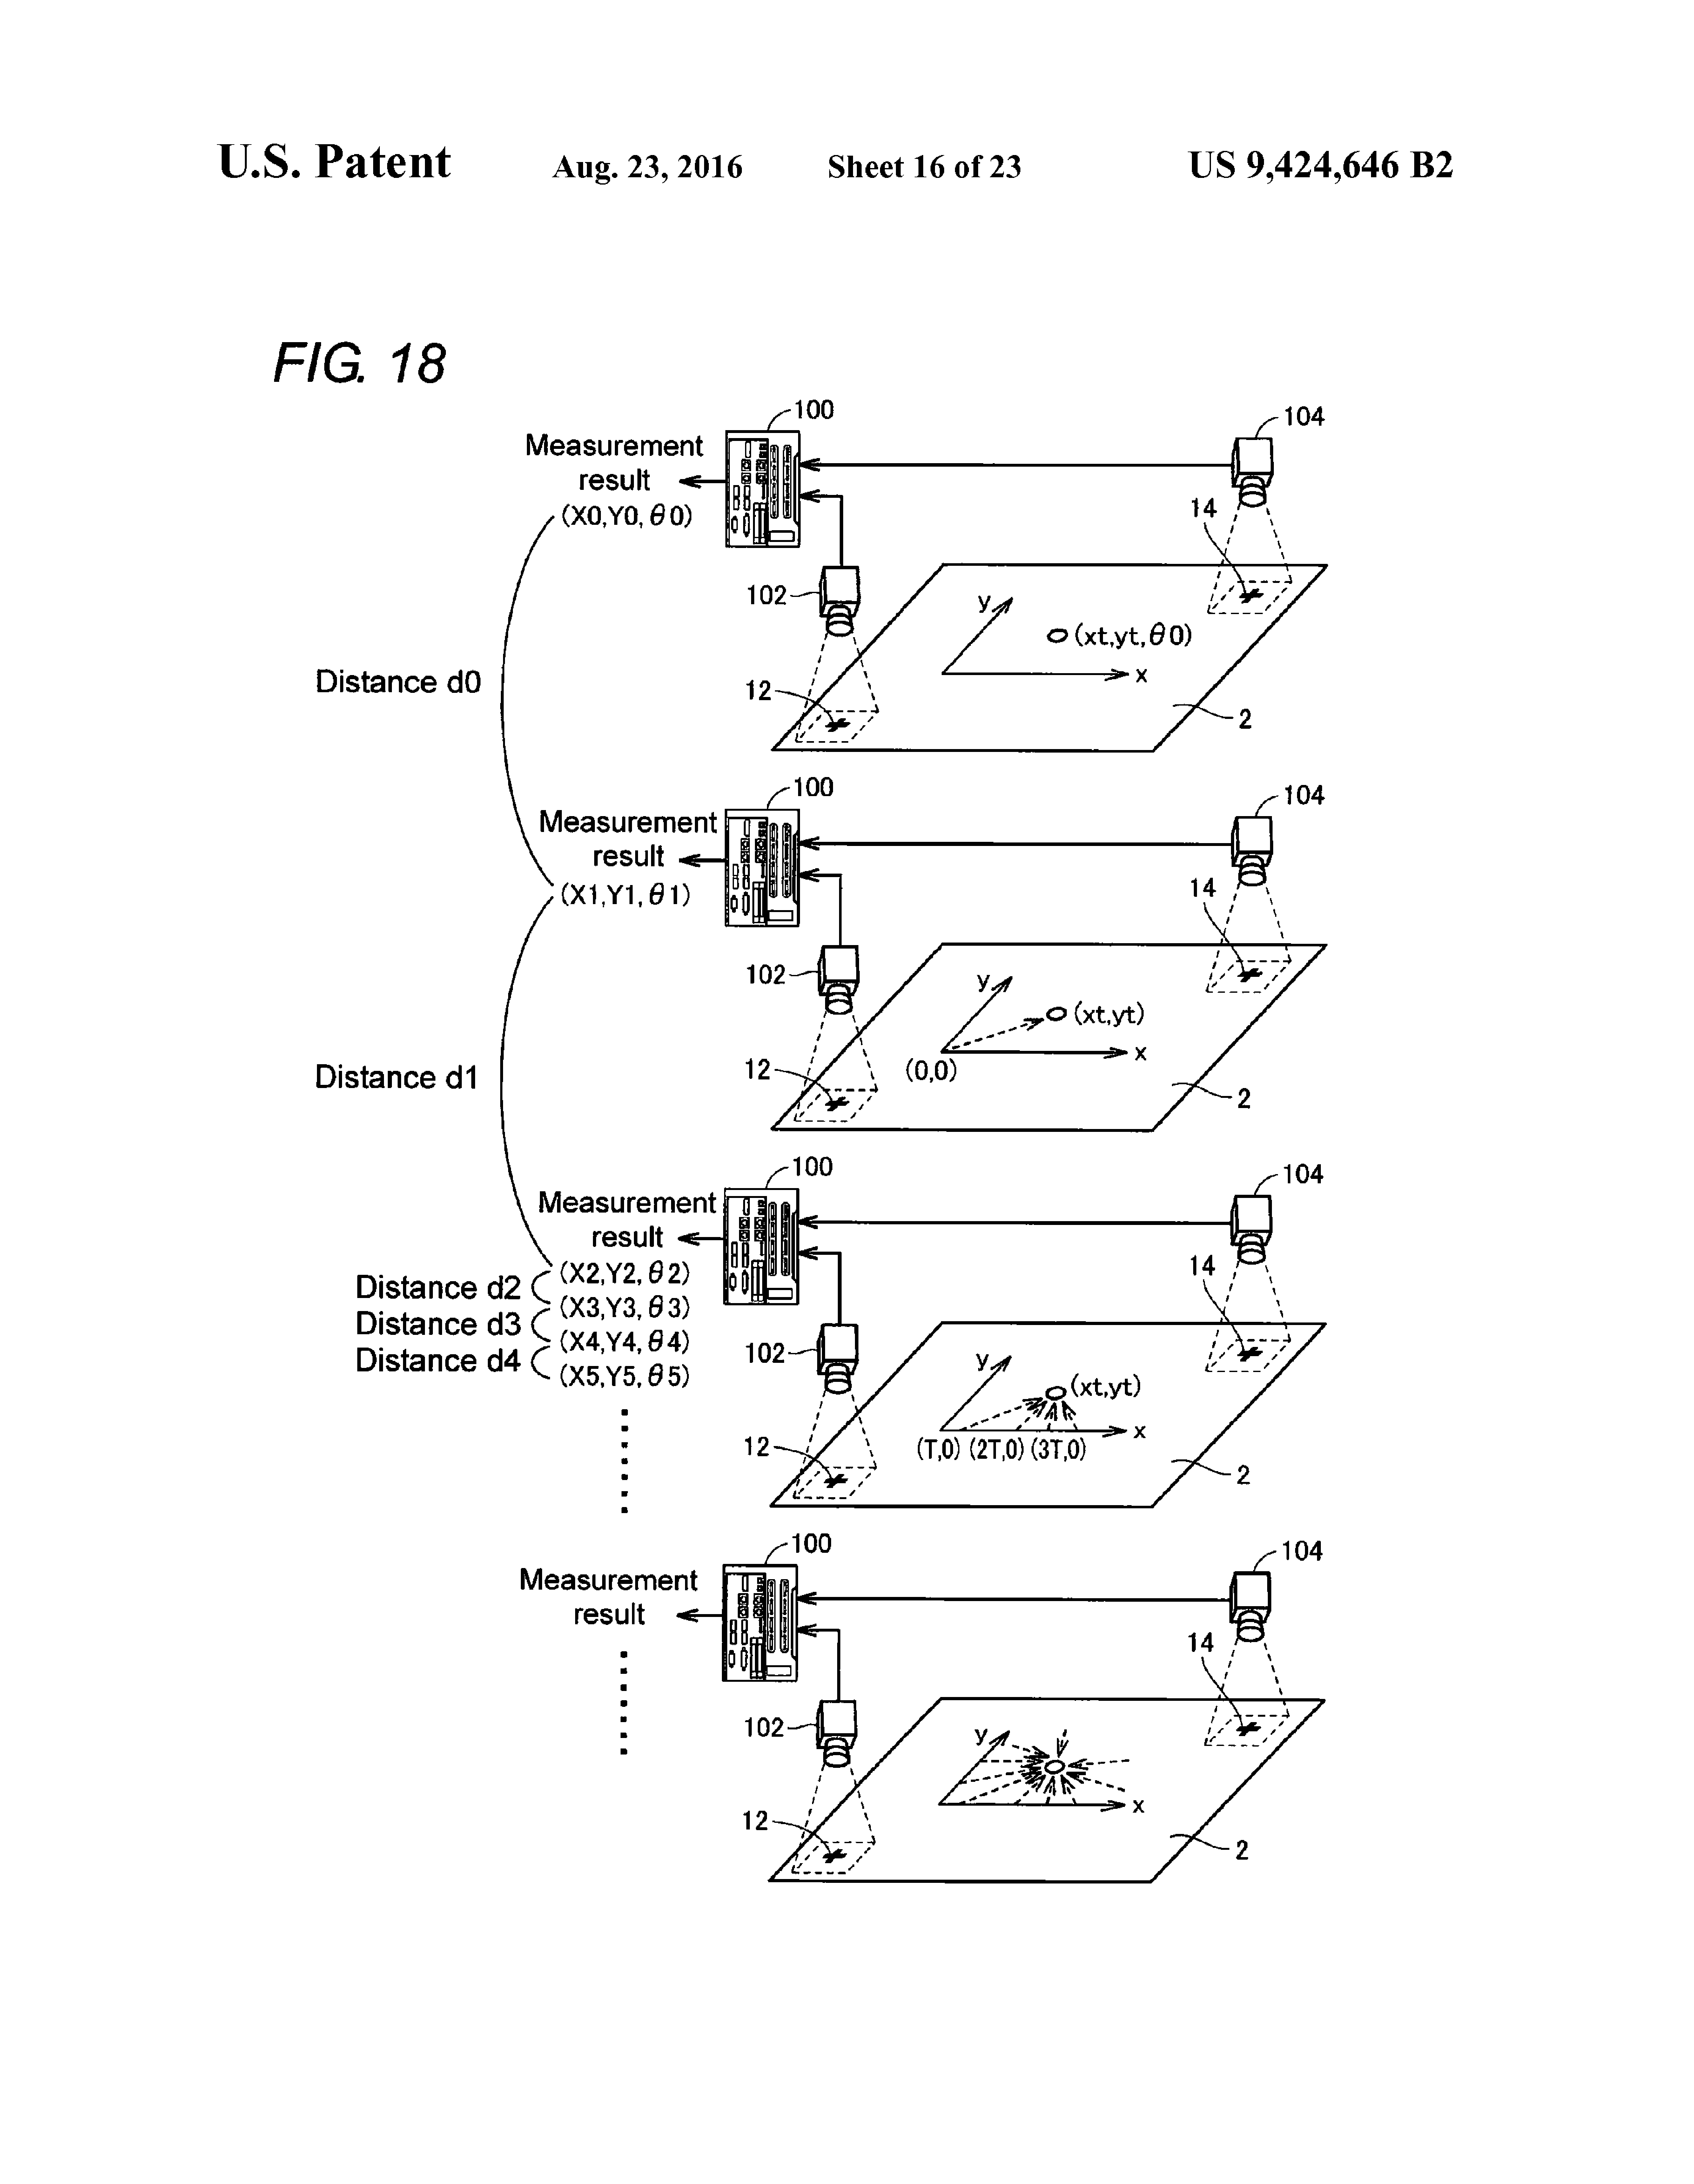 U.S. Patent Aug. 23, 2016 Sheet 16 of 23 US 9,424,646 B2
FIG. 18
100
104
Measurement
result
(X0,Y0,θ0)
14
102
y
(xt,yt,θ0)
x
12
2
Distance d0
100
104
Measurement
result
(X1,Y1,θ1)
14
102
y
(xt,yt)
x
(0,0)
12
2
Distance d1
100
104
Measurement
result
(X2,Y2,θ2)
Distance d2
(X3,Y3,θ3)
Distance d3
(X4,Y4,θ4)
Distance d4
(X5,Y5,θ5)
14
102
y
(xt,yt)
x
(T,0) (2T,0) (3T,0)
12
2
100
104
Measurement
result
14
102
y
x
12
2